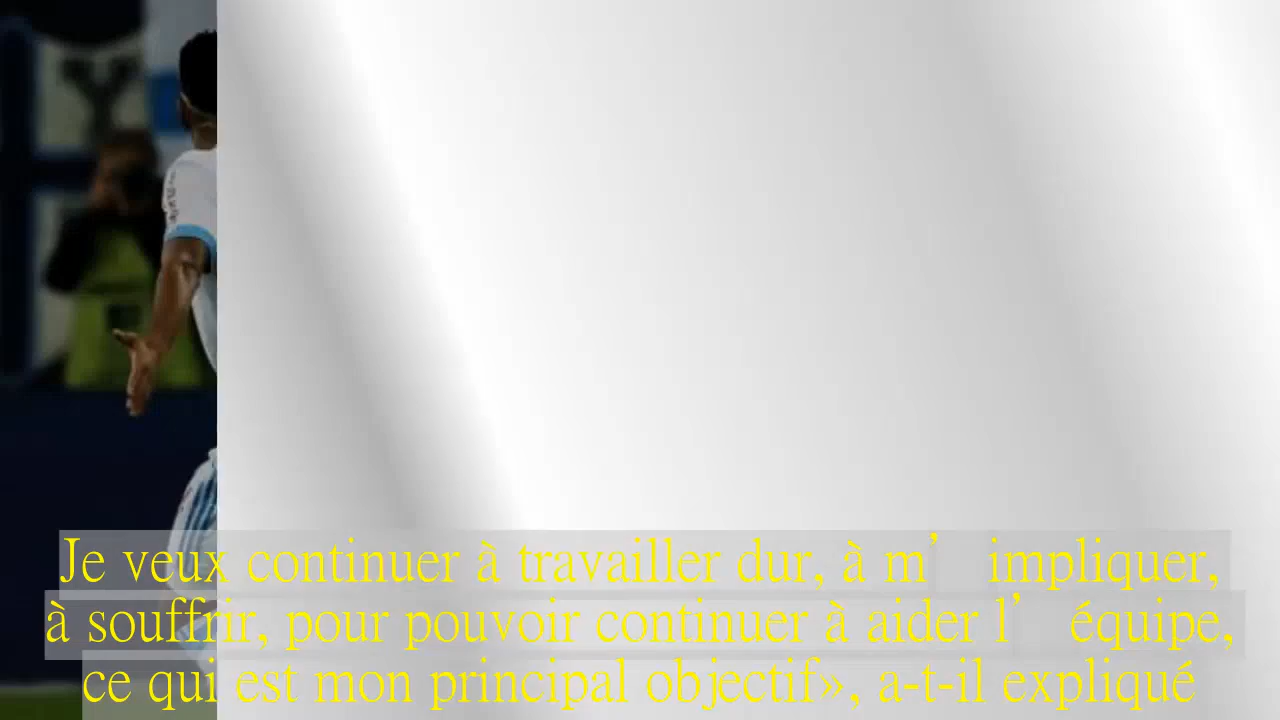 Je veux continuer à travailler dur, à m’ impliquer,
à souffrir, pour pouvoir continuer à aider l’ équipe,
ce qui est mon principal objectif», a-t-il expliqué